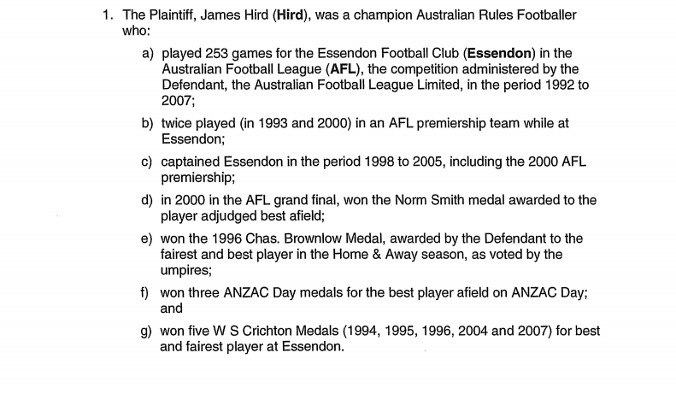 1. The Plaintiff, James Hird (Hird), was a champion Australian Rules Footballer
who:
a) played 253 games for the Essendon Football Club (Essendon) in the
Australian Football League (AFL), the competition administered by the
Defendant, the Australian Football League Limited, in the period 1992 to
2007;
b) twice played (in 1993 and 2000) in an AFL premiership team while at
Essendon;
c) captained Essendon in the period 1998 to 2005, including the 2000 AFL
premiership;
d) in 2000 in the AFL grand final, won the Norm Smith medal awarded to the
player adjudged best afield;
e) won the 1996 Chas. Brownlow Medal, awarded by the Defendant to the
fairest and best player in the Home & Away season, as voted by the
umpires;
f) won three ANZAC Day medals for the best player afield on ANZAC Day;
and
g) won five W S Crichton Medals (1994, 1995, 1996, 2004 and 2007) for best
and fairest player at Essendon.